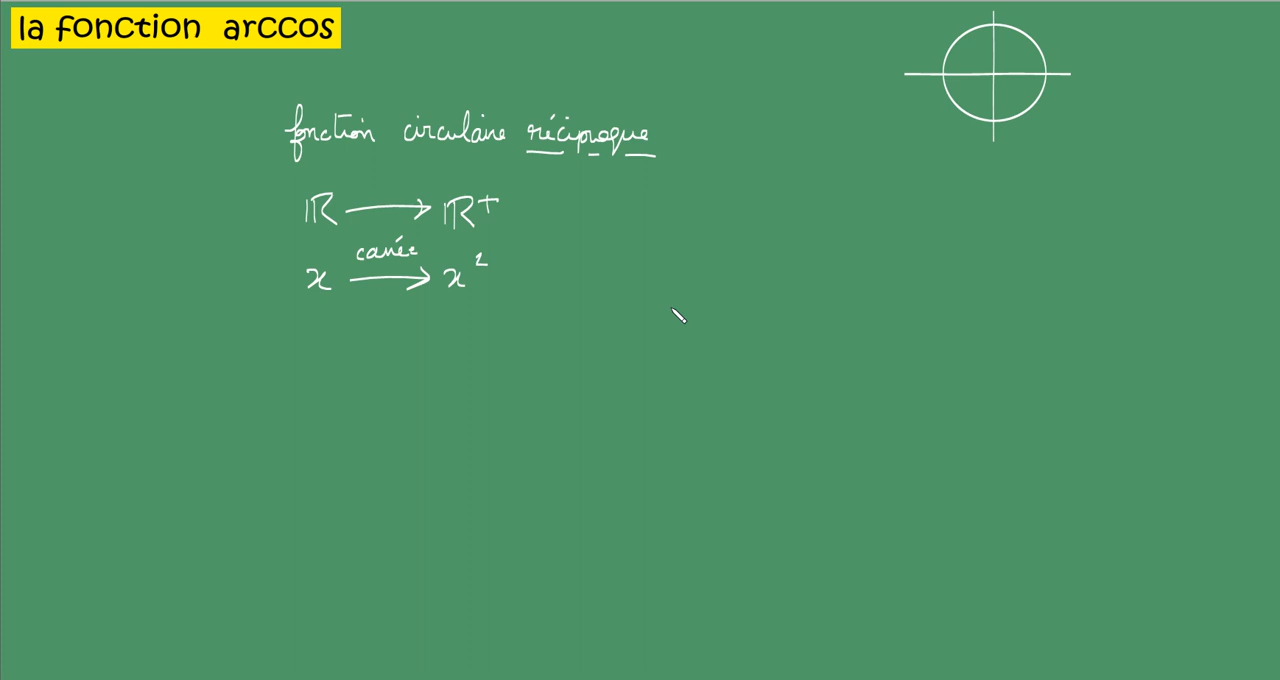 la fonction arccos
fonction circulaire réciproque
ℝ ⟶ ℝ+
carrée
x ⟶ x²